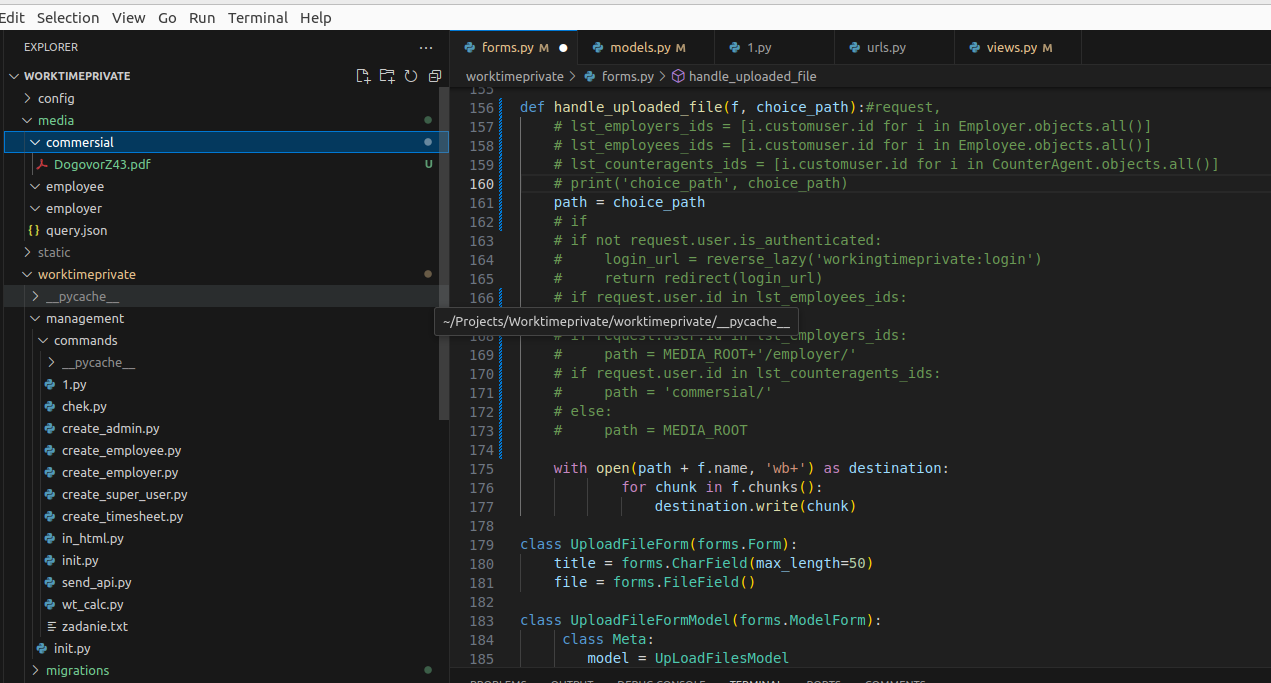 Edit Selection View Go Run Terminal Help
EXPLORER
WORKTIMEPRIVATE
config
media
commersial
DogovorZ43.pdf U
employee
employer
{} query.json
static
worktimeprivate
__pycache__
management
commands
__pycache__
1.py
chek.py
create_admin.py
create_employee.py
create_employer.py
create_super_user.py
create_timesheet.py
in_html.py
init.py
send_api.py
wt_calc.py
zadanie.txt
init.py
migrations
forms.py M models.py M 1.py urls.py views.py M
worktimeprivate > forms.py > handle_uploaded_file
155
156 def handle_uploaded_file(f, choice_path):#request,
157 # lst_employers_ids = [i.customuser.id for i in Employer.objects.all()]
158 # lst_employees_ids = [i.customuser.id for i in Employee.objects.all()]
159 # lst_counteragents_ids = [i.customuser.id for i in CounterAgent.objects.all()]
160 # print('choice_path', choice_path)
161 path = choice_path
162 # if
163 # if not request.user.is_authenticated:
164 # login_url = reverse_lazy('workingtimeprivate:login')
165 # return redirect(login_url)
166 # if request.user.id in lst_employees_ids:
~/Projects/Worktimeprivate/worktimeprivate/__pycache__
168 # if request.user.id in lst_employers_ids:
169 # path = MEDIA_ROOT+'/employer/'
170 # if request.user.id in lst_counteragents_ids:
171 # path = 'commersial/'
172 # else:
173 # path = MEDIA_ROOT
174
175 with open(path + f.name, 'wb+') as destination:
176 for chunk in f.chunks():
177 destination.write(chunk)
178
179 class UploadFileForm(forms.Form):
180 title = forms.CharField(max_length=50)
181 file = forms.FileField()
182
183 class UploadFileFormModel(forms.ModelForm):
184 class Meta:
185 model = UpLoadFilesModel
PROBLEMS OUTPUT DEBUG CONSOLE TERMINAL PORTS COMMENTS